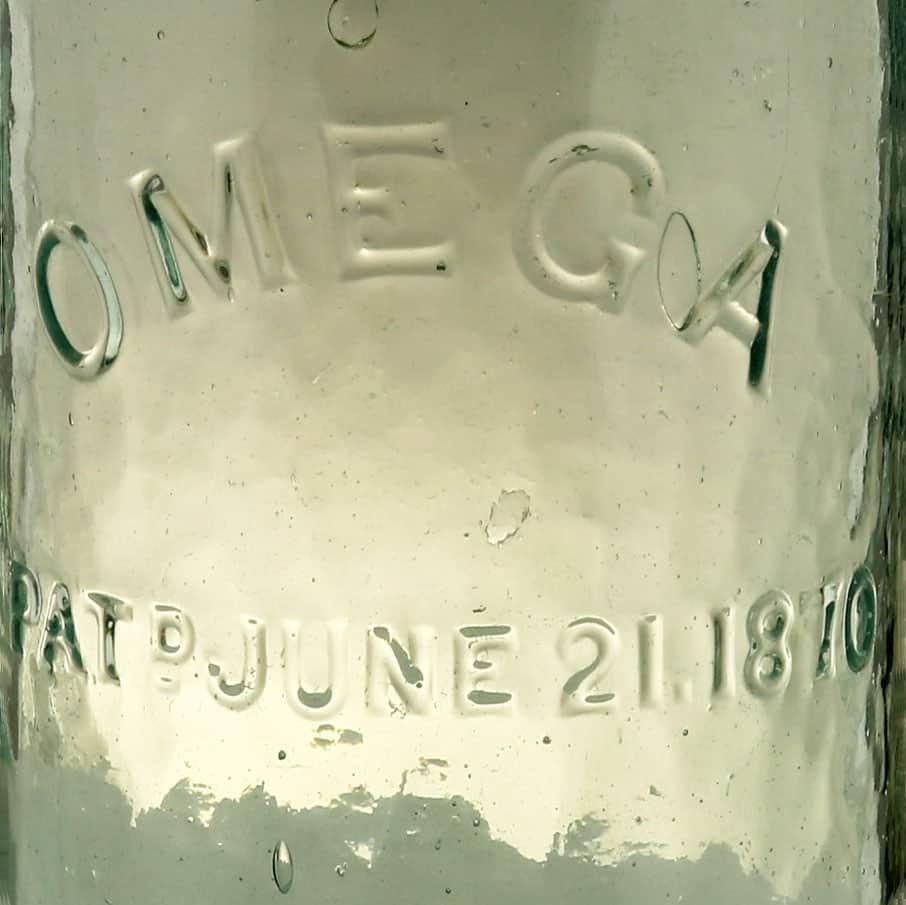 OMEGA
PATD. JUNE 21. 1870